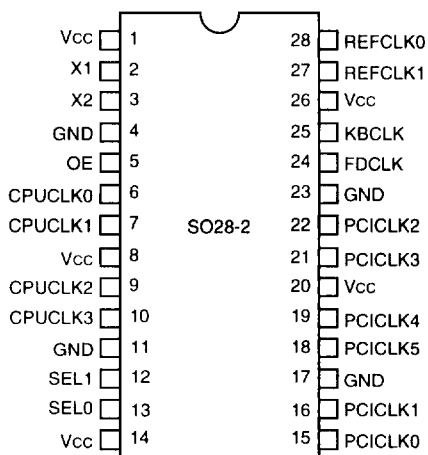 Vcc 1 28 REFCLK0
X1 2 27 REFCLK1
X2 3 26 Vcc
GND 4 25 KBCLK
OE 5 24 FDCLK
CPUCLK0 6 23 GND
CPUCLK1 7 SO28-2 22 PCICLK2
Vcc 8 21 PCICLK3
CPUCLK2 9 20 Vcc
CPUCLK3 10 19 PCICLK4
GND 11 18 PCICLK5
SEL1 12 17 GND
SEL0 13 16 PCICLK1
Vcc 14 15 PCICLK0